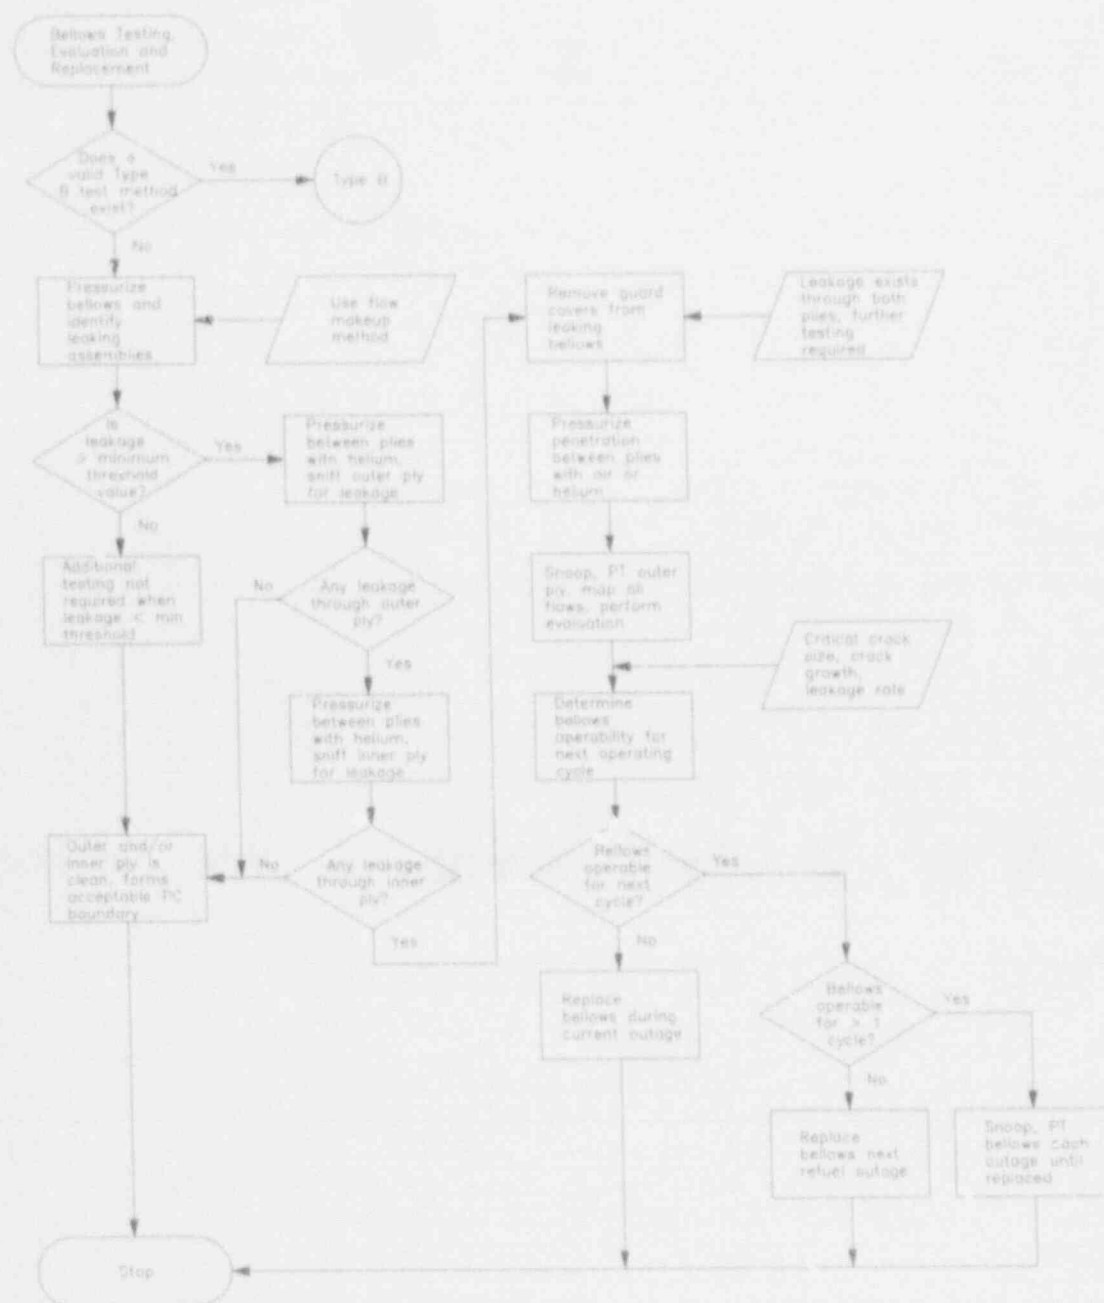 Bellows Testing,
Evaluation and
Replacement
Does a
valid Type
B test method
exist?
Yes
Type B
No
Pressurize
bellows and
identify
leaking
assemblies
Use flow
makeup
method
Remove guard
covers from
leaking
bellows
Leakage exists
through both
plies, further
testing
required
Is
leakage
minimum
threshold
value?
Yes
Pressurize
between plies
with helium,
sniff outer ply
for leakage
Pressurize
penetration
between plies
with air or
helium
No
Additional
testing not
required when
leakage < min
threshold
No
Any leakage
through outer
ply?
Yes
Snoop, PT outer
ply, map all
flaws, perform
evaluation
Critical crack
size, crack
growth,
leakage rate
Pressurize
between plies
with helium,
sniff inner ply
for leakage
Determine
bellows
operability for
next operating
cycle
Outer and/or
inner ply is
clean, forms
acceptable PC
boundary
No
Any leakage
through inner
ply?
Yes
Bellows
operable
for next
cycle?
Yes
No
Replace
bellows during
current outage
Bellows
operable
for > 1
cycle?
Yes
No
Replace
bellows next
refuel outage
Snoop, PT
bellows each
outage until
replaced
Stop